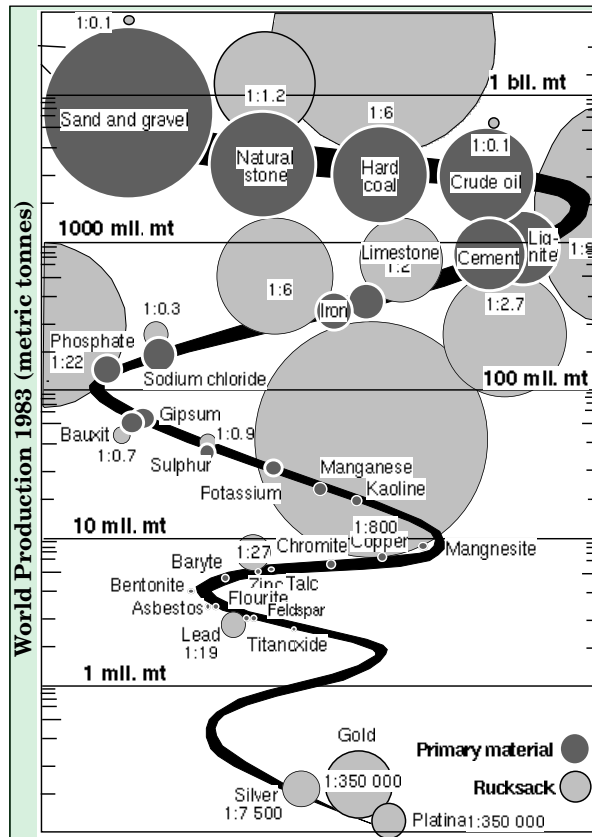 World Production 1983 (metric tonnes)
1:0.1
1 bll. mt
1:1.2
1:6
Sand and gravel
1:0.1
Natural
stone
Hard
coal
Crude oil
1000 mll. mt
Limestone
1:2
Cement
Lig-
nite
1:6
1:2.7
1:0.3
Iron
Phosphate
1:22
Sodium chloride
100 mll. mt
Gipsum
Bauxit
1:0.9
1:0.7
Sulphur
Manganese
Fotassium
Kaoline
10 mll. mt
1:800
1:27
Chromite
Copper
Mangnesite
Baryte
Zinc
Talc
Bentonite
Flourite
Asbestos
Feldspar
Lead
1:19
Titanoxide
1 mll. mt
Gold
Primary material
1:350 000
Rucksack
Silver
1:7 500
Platina
1:350 000